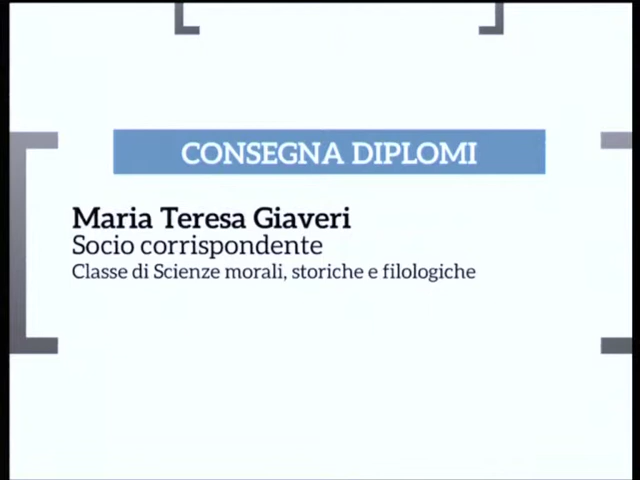 CONSEGNA DIPLOMI
Maria Teresa Giaveri
Socio corrispondente
Classe di Scienze morali, storiche e filologiche